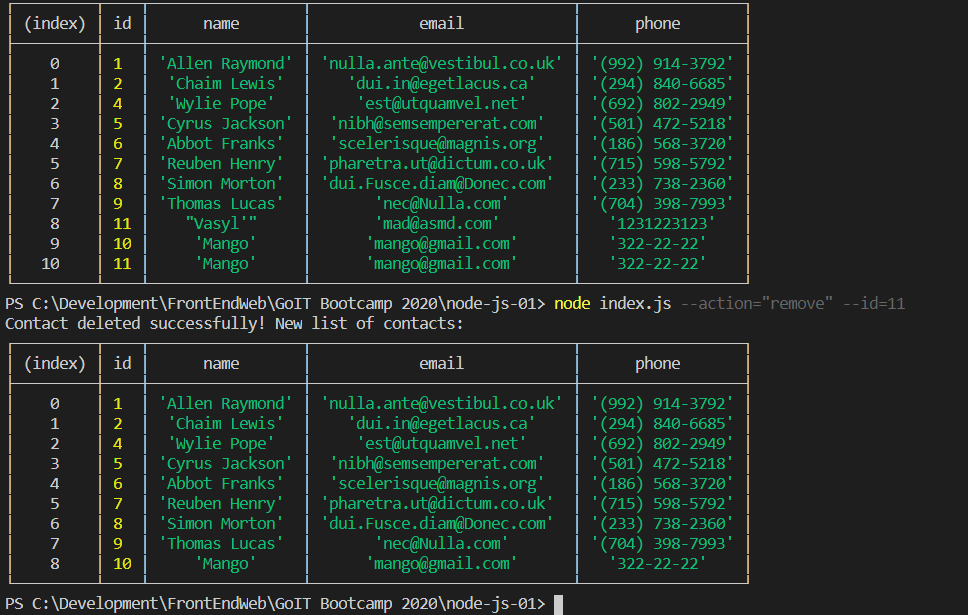 (index) id name email phone
0 1 'Allen Raymond' 'nulla.ante@vestibul.co.uk' '(992) 914-3792'
1 2 'Chaim Lewis' 'dui.in@egetlacus.ca' '(294) 840-6685'
2 4 'Wylie Pope' 'est@utquamvel.net' '(692) 802-2949'
3 5 'Cyrus Jackson' 'nibh@semsempererat.com' '(501) 472-5218'
4 6 'Abbot Franks' 'scelerisque@magnis.org' '(186) 568-3720'
5 7 'Reuben Henry' 'pharetra.ut@dictum.co.uk' '(715) 598-5792'
6 8 'Simon Morton' 'dui.Fusce.diam@Donec.com' '(233) 738-2360'
7 9 'Thomas Lucas' 'nec@Nulla.com' '(704) 398-7993'
8 11 "Vasyl'" 'mad@asmd.com' '1231223123'
9 10 'Mango' 'mango@gmail.com' '322-22-22'
10 11 'Mango' 'mango@gmail.com' '322-22-22'
PS C:\Development\FrontEndWeb\GoIT Bootcamp 2020\node-js-01> node index.js --action="remove" --id=11
Contact deleted successfully! New list of contacts:
(index) id name email phone
0 1 'Allen Raymond' 'nulla.ante@vestibul.co.uk' '(992) 914-3792'
1 2 'Chaim Lewis' 'dui.in@egetlacus.ca' '(294) 840-6685'
2 4 'Wylie Pope' 'est@utquamvel.net' '(692) 802-2949'
3 5 'Cyrus Jackson' 'nibh@semsempererat.com' '(501) 472-5218'
4 6 'Abbot Franks' 'scelerisque@magnis.org' '(186) 568-3720'
5 7 'Reuben Henry' 'pharetra.ut@dictum.co.uk' '(715) 598-5792'
6 8 'Simon Morton' 'dui.Fusce.diam@Donec.com' '(233) 738-2360'
7 9 'Thomas Lucas' 'nec@Nulla.com' '(704) 398-7993'
8 10 'Mango' 'mango@gmail.com' '322-22-22'
PS C:\Development\FrontEndWeb\GoIT Bootcamp 2020\node-js-01>